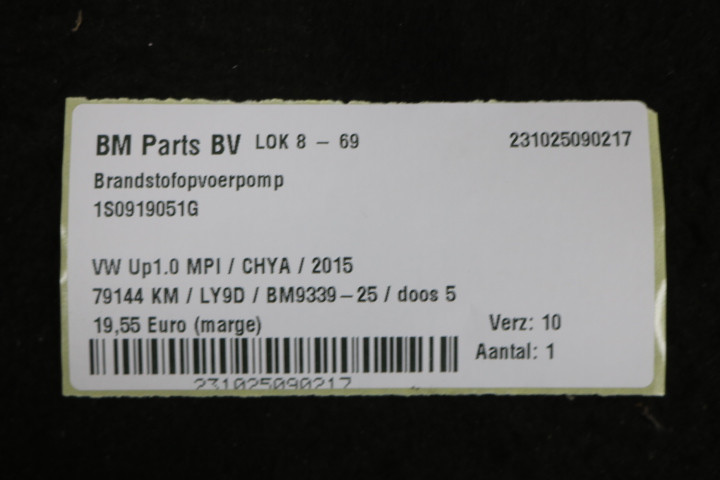 BM Parts BV LOK 8 - 69 231025090217
Brandstofopvoerpomp
1S0919051G
VW Up1.0 MPI / CHYA / 2015
79144 KM / LY9D / BM9339-25 / doos 5
19,55 Euro (marge) Verz: 10
Aantal: 1
231025090217